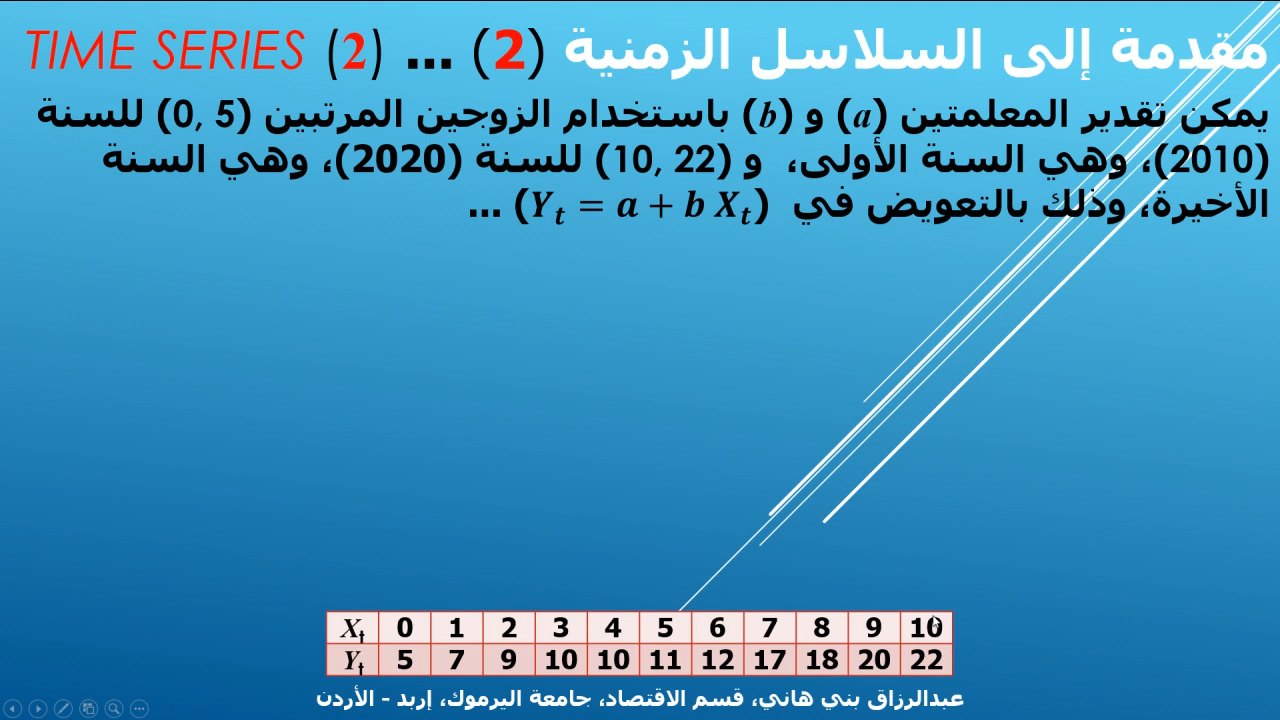 مقدمة إلى السلاسل الزمنية (2) ... TIME SERIES (2)
يمكن تقدير المعلمتين (a) و (b) باستخدام الزوجين المرتبين (0, 5) للسنة
(2010)، وهي السنة الأولى، و (10, 22) للسنة (2020)، وهي السنة
الأخيرة، وذلك بالتعويض في (Yₜ = a + b Xₜ) ...
Xₜ 0 1 2 3 4 5 6 7 8 9 10
Yₜ 5 7 9 10 10 11 12 17 18 20 22
عبدالرزاق بني هاني، قسم الاقتصاد، جامعة اليرموك، إربد - الأردن